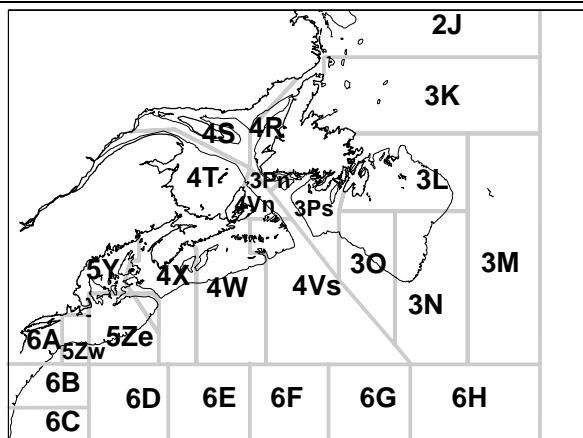 2J
3K
4S 4R
4T 3Pn 3L
4Vn 3Ps
5Y 4X 4W 4Vs 3O 3M
3N
6A 5Zw 5Ze
6B 6D 6E 6F 6G 6H
6C